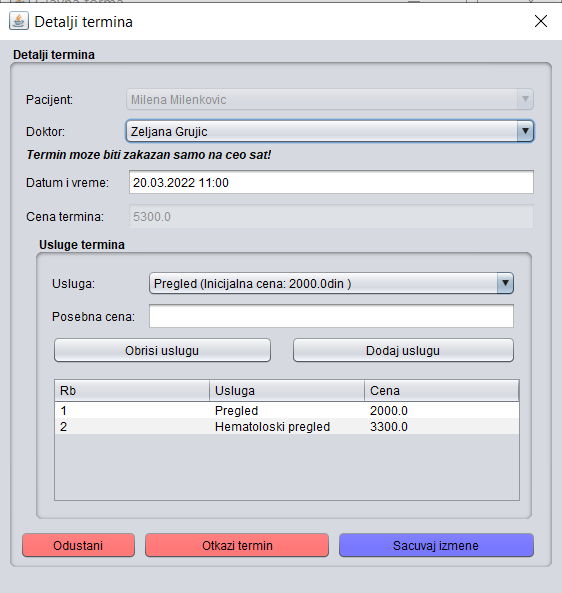 Detalji termina
Detalji termina
Pacijent: Milena Milenkovic
Doktor: Zeljana Grujic
Termin moze biti zakazan samo na ceo sat!
Datum i vreme: 20.03.2022 11:00
Cena termina: 5300.0
Usluge termina
Usluga: Pregled (Inicijalna cena: 2000.0din )
Posebna cena:
Obrisi uslugu Dodaj uslugu
Rb Usluga Cena
1 Pregled 2000.0
2 Hematoloski pregled 3300.0
Odustani Otkazi termin Sacuvaj izmene